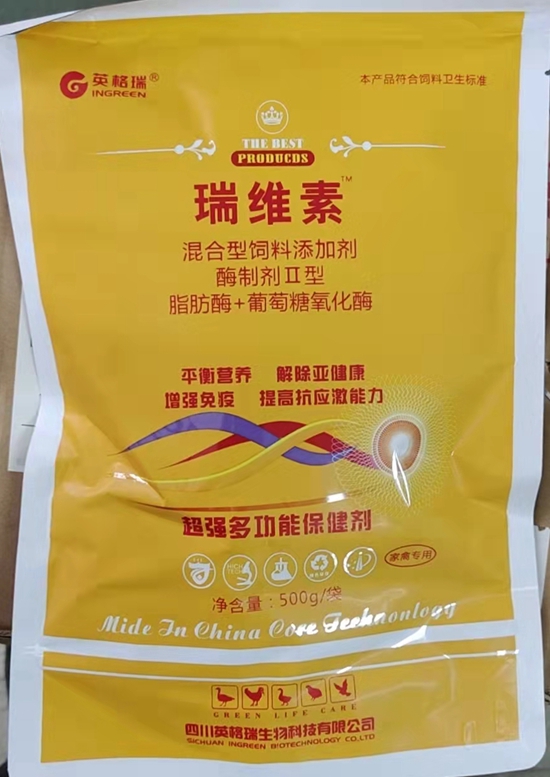 英格瑞®
INGREEN
本产品符合饲料卫生标准
THE BEST
PRODUCDS
瑞维素™
混合型饲料添加剂
酶制剂II型
脂肪酶+葡萄糖氧化酶
平衡营养 解除亚健康
增强免疫 提高抗应激能力
超强多功能保健剂
HIGH TECH
家禽专用
净含量：500g/袋
Mide In China Core Techonlogy
GREEN LIFE CARE
四川英格瑞生物科技有限公司
SICHUAN INGREEN BIOTECHNOLOGY CO.,LTD